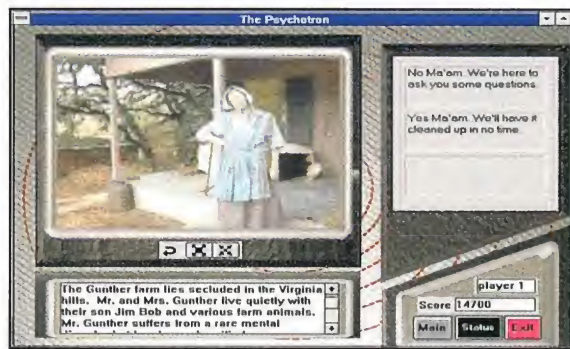 The Psychotron
No Ma'am. We're here to
ask you some questions.
Yes Ma'am. We'll have it
cleaned up in no time.
The Gunther farm lies secluded in the Virginia
hills. Mr. and Mrs. Gunther live quietly with
their son Jim Bob and various farm animals.
Mr. Gunther suffers from a rare mental
player 1
Score 14700
Main Status Exit